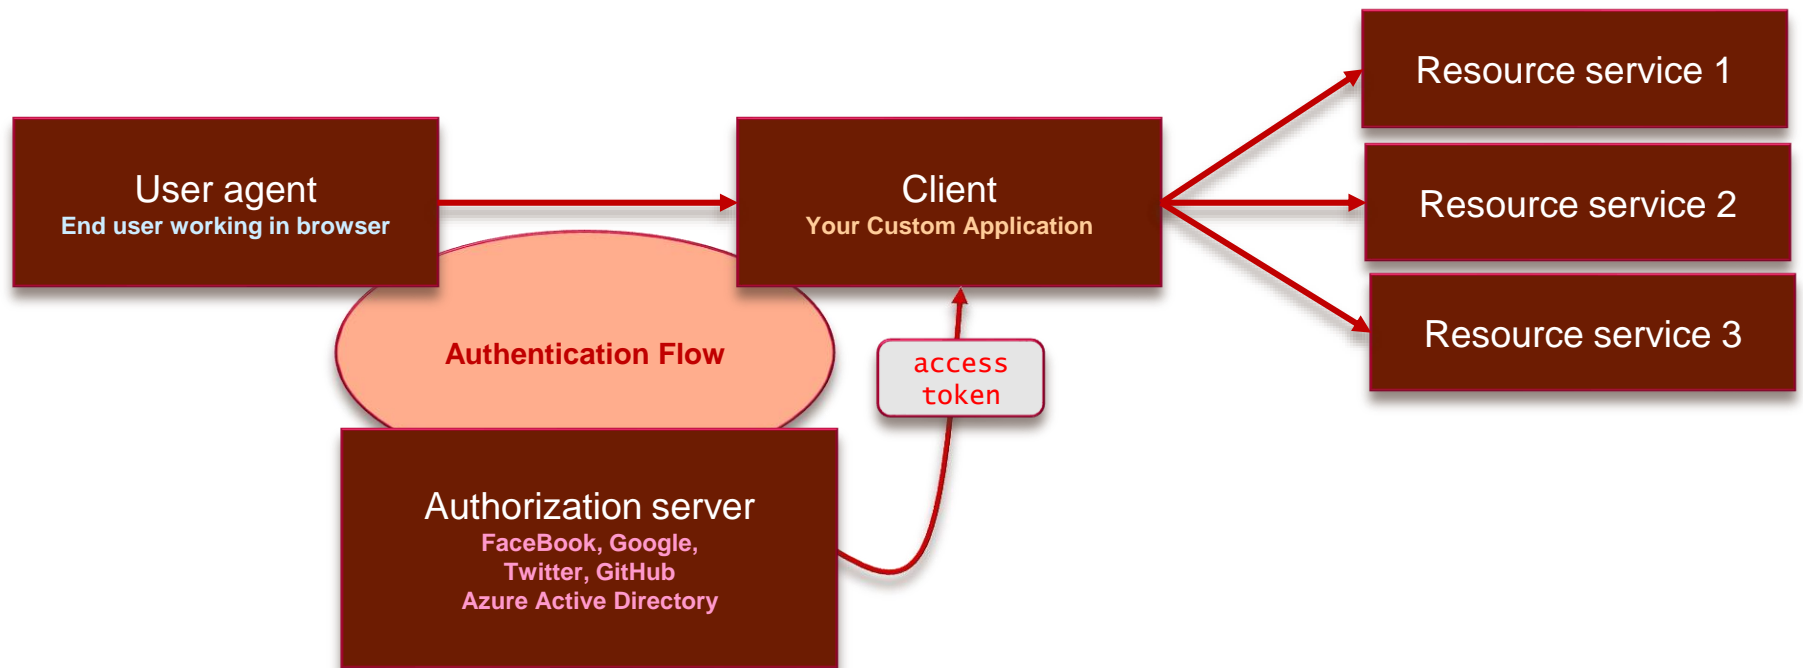 Resource service 1
User agent
End user working in browser
Client
Your Custom Application
Resource service 2
Resource service 3
Authentication Flow
access
token
Authorization server
FaceBook, Google,
Twitter, GitHub
Azure Active Directory